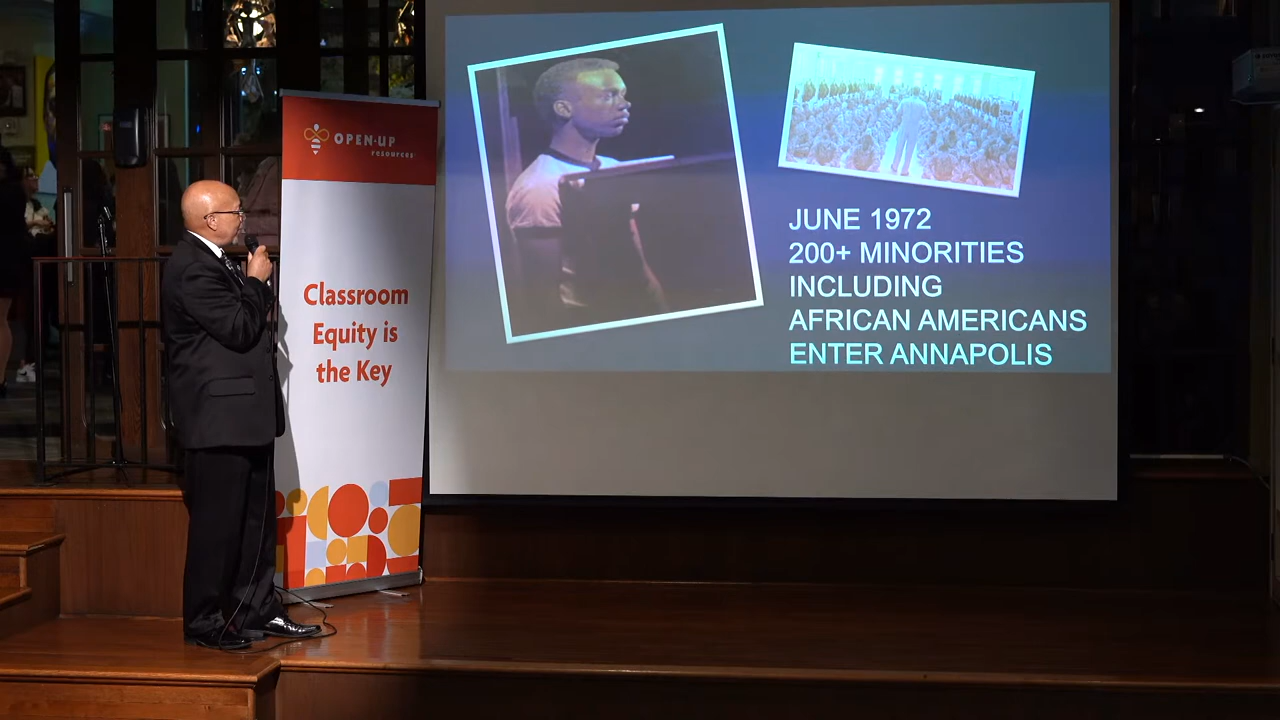 OPEN·UP
resources
Classroom
Equity is
the Key
JUNE 1972
200+ MINORITIES
INCLUDING
AFRICAN AMERICANS
ENTER ANNAPOLIS